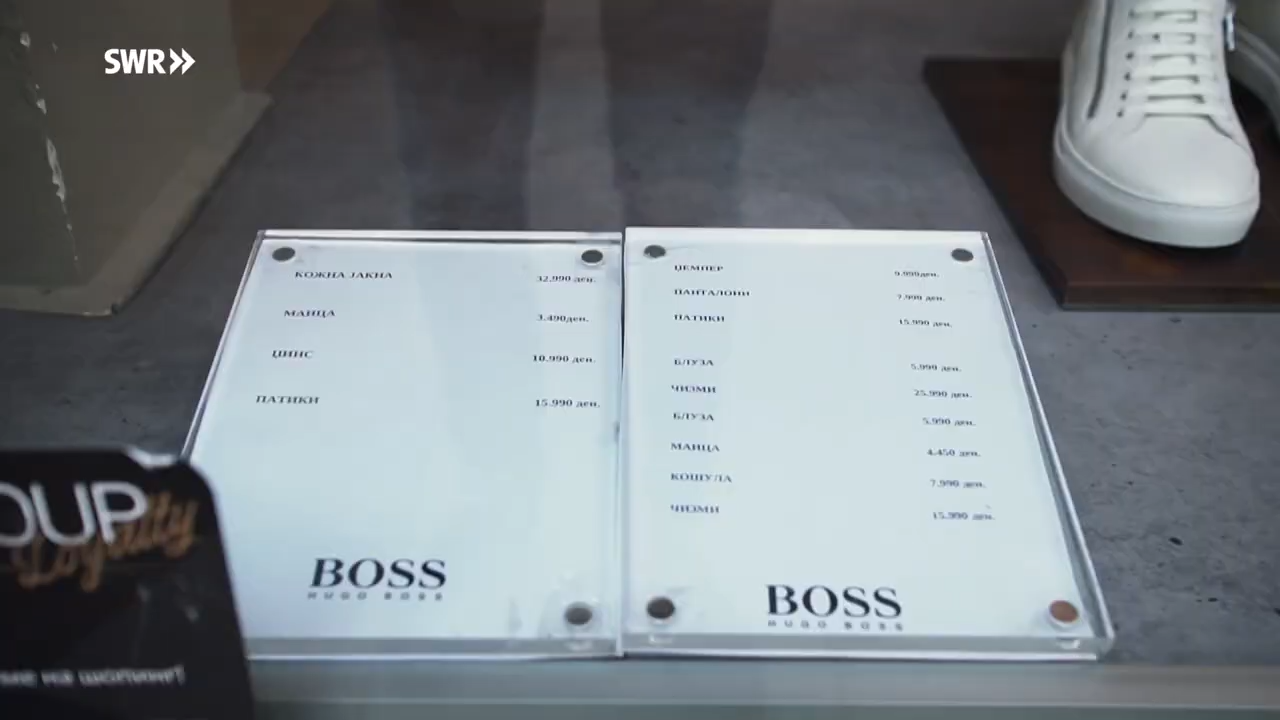 SWR
КОЖНА ЈАКНА 32.990 ден.
МАИЦА 3.490ден.
ЏИНС 10.990 ден.
ПАТИКИ 15.990 ден.
BOSS
HUGO BOSS
ЏЕМПЕР 9.990ден.
ПАНТАЛОНИ 7.990 ден.
ПАТИКИ 15.990 ден.
БЛУЗА 5.990 ден.
ЧИЗМИ 25.990 ден.
БЛУЗА 5.990 ден.
МАИЦА 4.450 ден.
КОШУЛА 7.990 ден.
ЧИЗМИ 15.990 ден.
BOSS
HUGO BOSS
OUP
Loyalty
на шопинг!